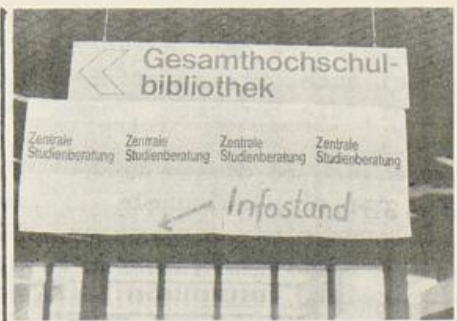 Gesamthochschul-
bibliothek
Zentrale Zentrale Zentrale Zentrale
Studienberatung Studienberatung Studienberatung Studienberatung
Infostand